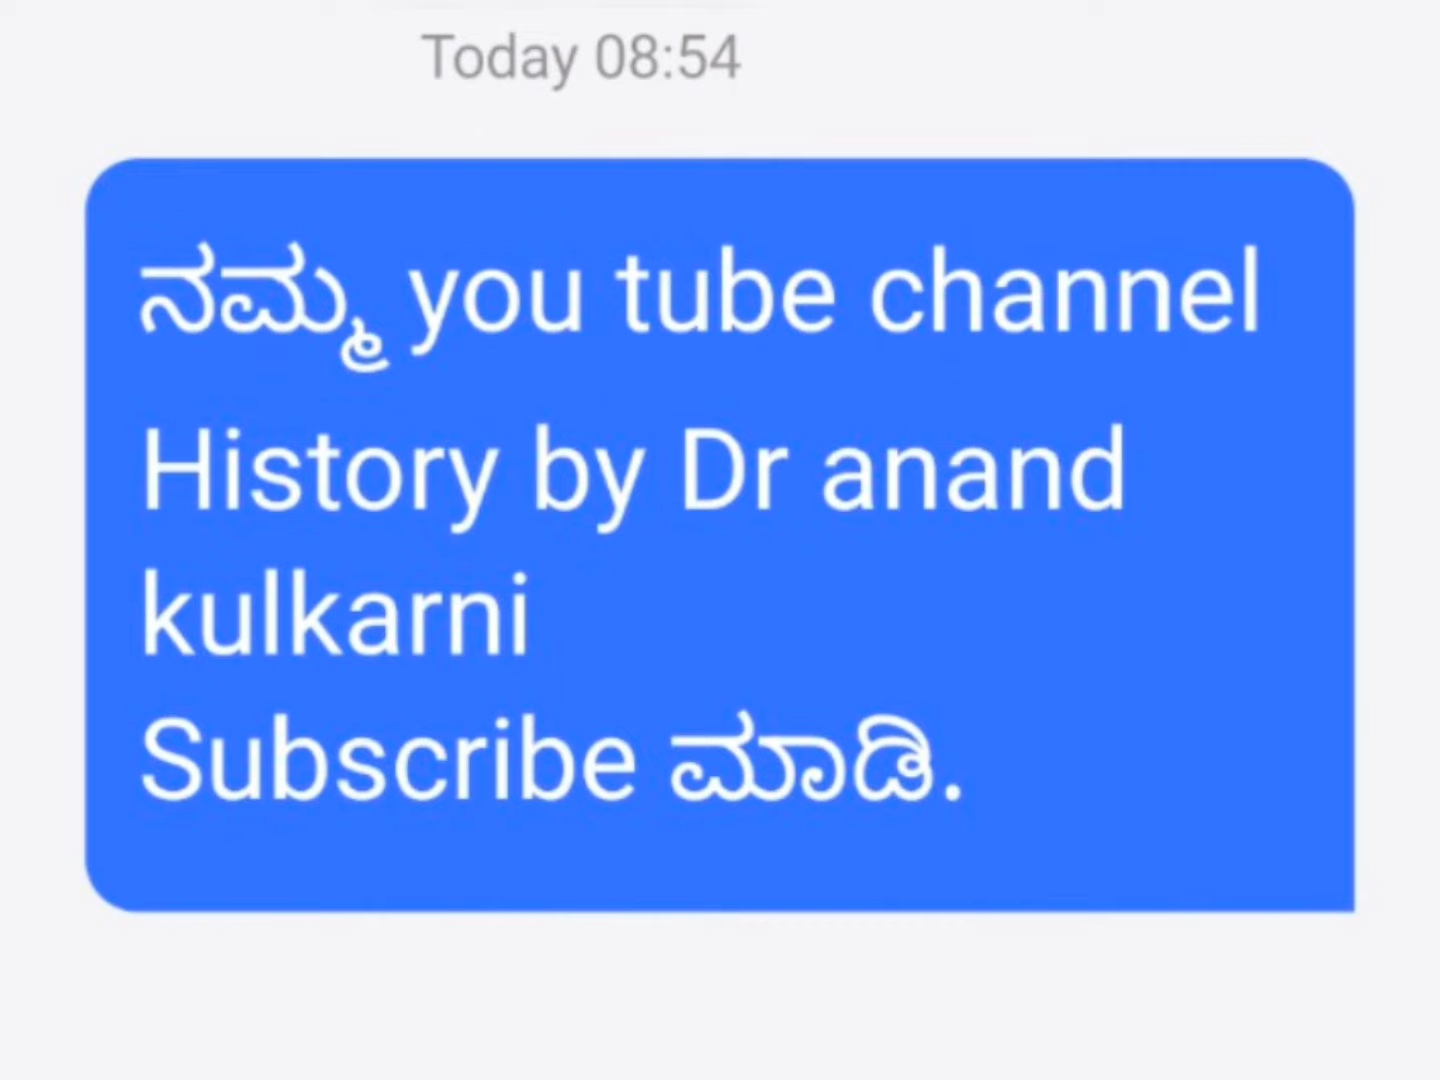 Today 08:54
ನಮ್ಮ you tube channel
History by Dr anand
kulkarni
Subscribe ಮಾಡಿ.